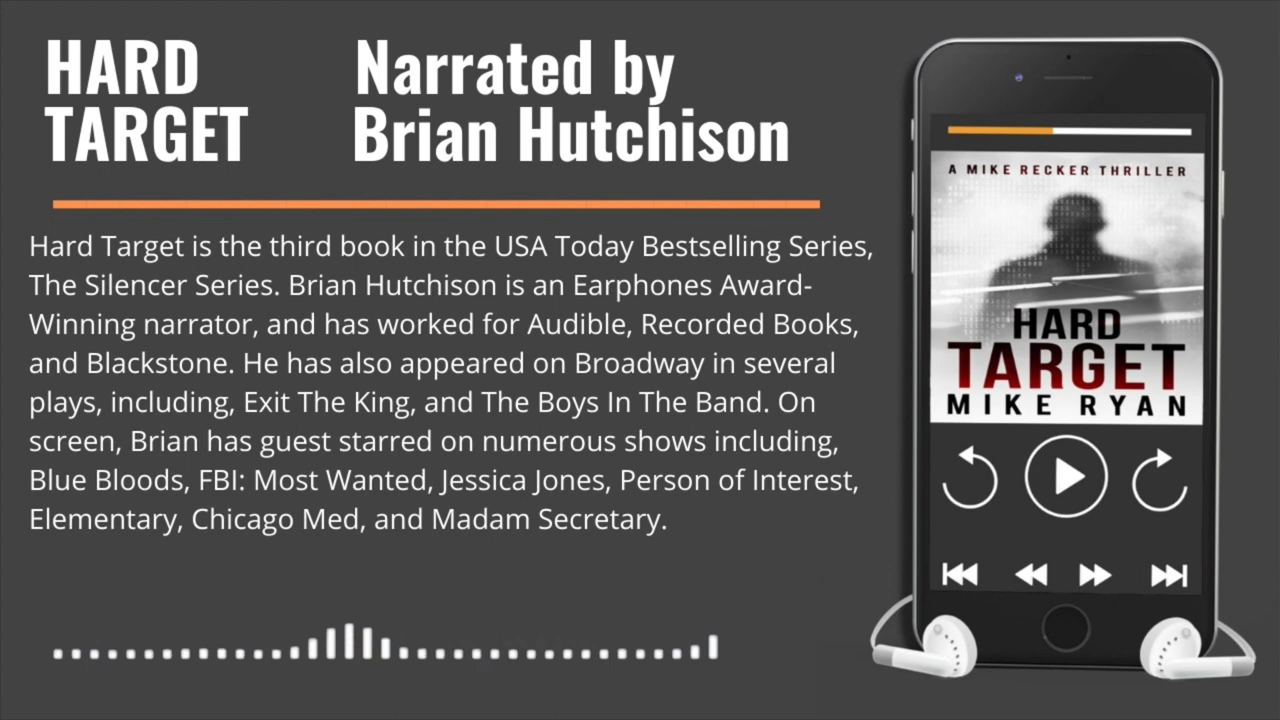 HARD
TARGET
Narrated by
Brian Hutchison
Hard Target is the third book in the USA Today Bestselling Series,
The Silencer Series. Brian Hutchison is an Earphones Award-
Winning narrator, and has worked for Audible, Recorded Books,
and Blackstone. He has also appeared on Broadway in several
plays, including, Exit The King, and The Boys In The Band. On
screen, Brian has guest starred on numerous shows including,
Blue Bloods, FBI: Most Wanted, Jessica Jones, Person of Interest,
Elementary, Chicago Med, and Madam Secretary.
A MIKE RECKER THRILLER
HARD
TARGET
MIKE RYAN